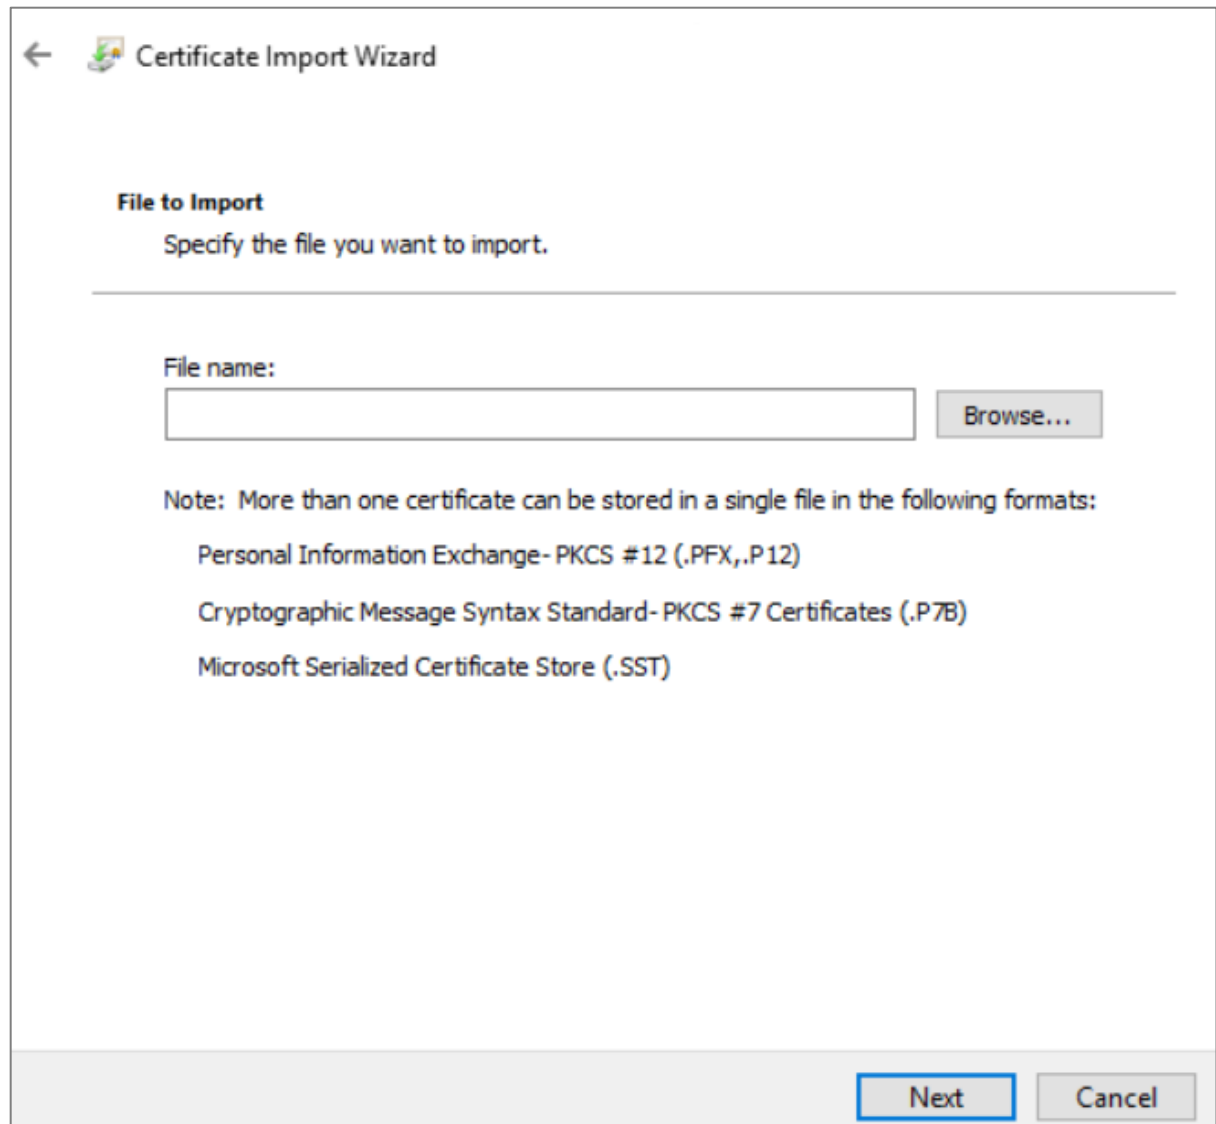 Certificate Import Wizard
File to Import
Specify the file you want to import.
File name:
Browse...
Note:  More than one certificate can be stored in a single file in the following formats:
Personal Information Exchange- PKCS #12 (.PFX,.P12)
Cryptographic Message Syntax Standard- PKCS #7 Certificates (.P7B)
Microsoft Serialized Certificate Store (.SST)
Next
Cancel